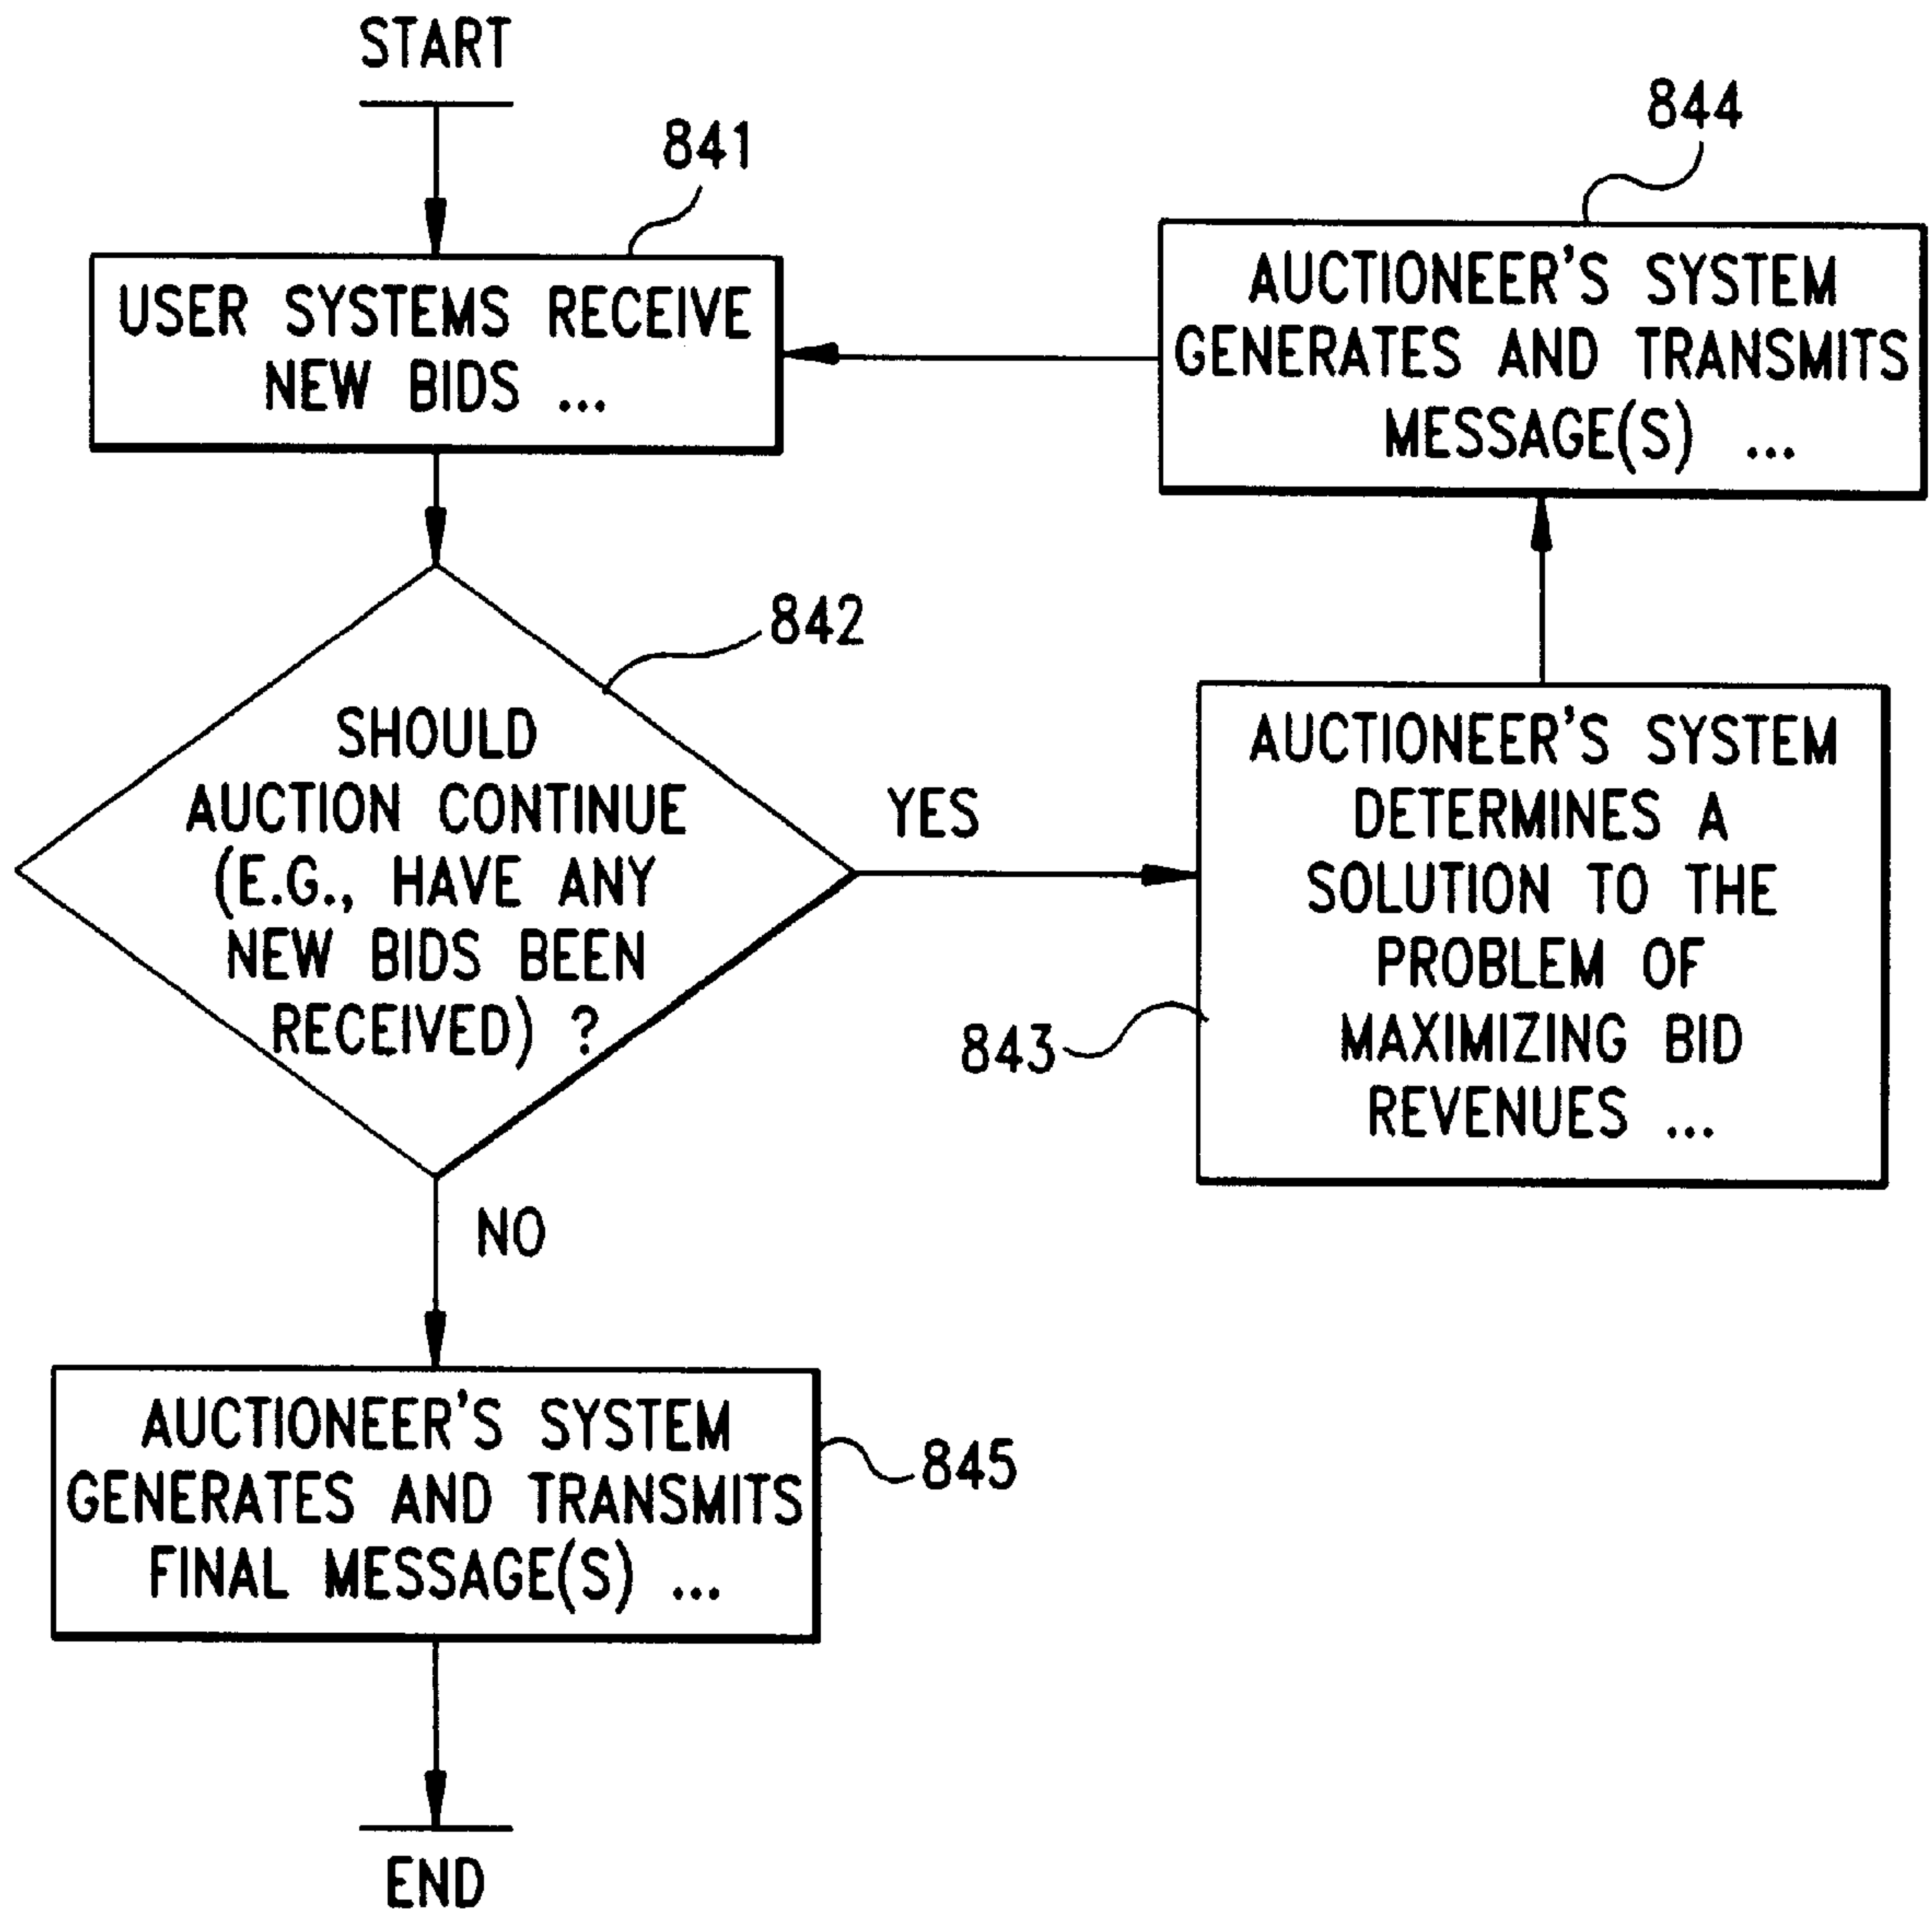 START
841
USER SYSTEMS RECEIVE
NEW BIDS ...
842
SHOULD
AUCTION CONTINUE
(E.G., HAVE ANY
NEW BIDS BEEN
RECEIVED) ?
YES
NO
843
AUCTIONEER'S SYSTEM
DETERMINES A
SOLUTION TO THE
PROBLEM OF
MAXIMIZING BID
REVENUES ...
844
AUCTIONEER'S SYSTEM
GENERATES AND TRANSMITS
MESSAGE(S) ...
845
AUCTIONEER'S SYSTEM
GENERATES AND TRANSMITS
FINAL MESSAGE(S) ...
END